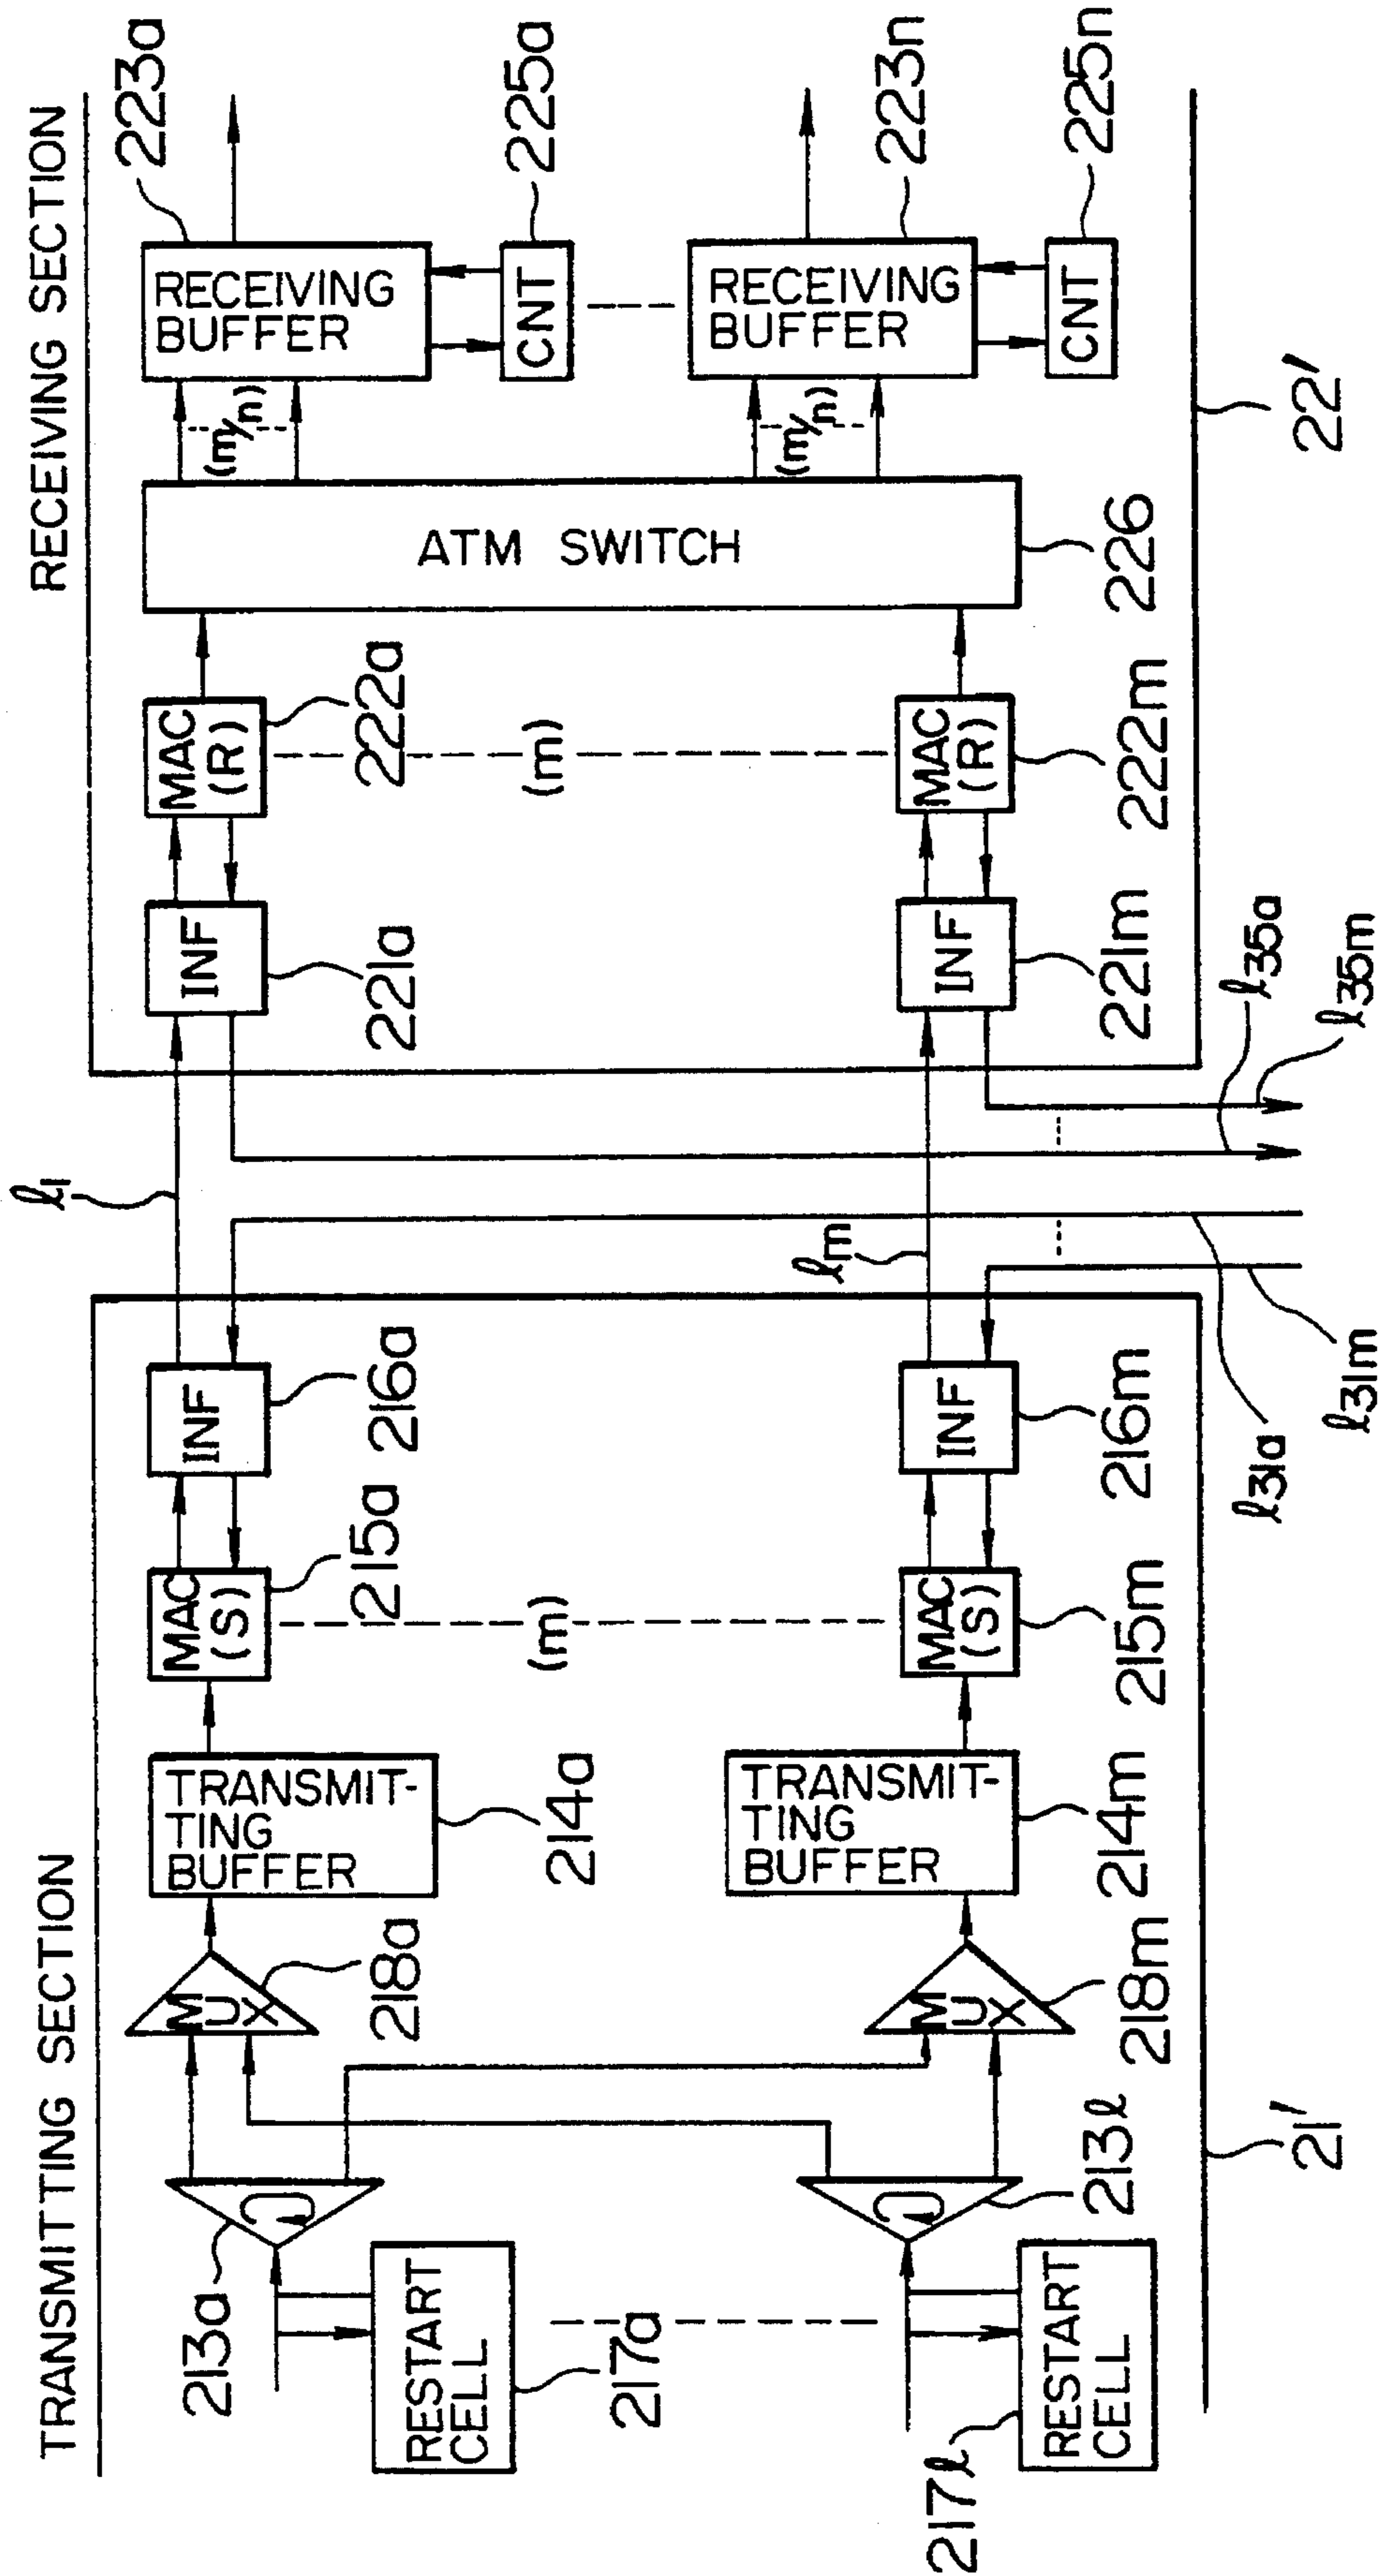 TRANSMITTING SECTION
RECEIVING SECTION
213a
RESTART
CELL
217a
213ℓ
RESTART
CELL
217ℓ
MUX
218a
MUX
218m
TRANSMIT-
TING
BUFFER
214a
TRANSMIT-
TING
BUFFER
214m
MAC
(S)
215a
(m)
MAC
(S)
215m
INF
216a
INF
216m
21'
ℓ1
ℓm
ℓ31a
ℓ31m
ℓ35a
ℓ35m
INF
221a
INF
221m
MAC
(R)
222a
(m)
MAC
(R)
222m
ATM SWITCH
226
(m/n)
(m/n)
RECEIVING
BUFFER
223a
CNT
225a
RECEIVING
BUFFER
223n
CNT
225n
22'